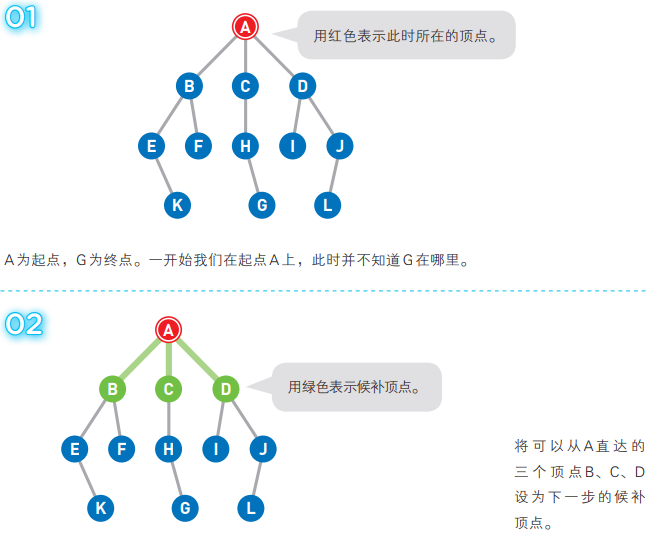 01
A
用红色表示此时所在的顶点。
B C D
E F H I J
K G L
A为起点，G为终点。一开始我们在起点A上，此时并不知道G在哪里。
02
A
B C D
用绿色表示候补顶点。
E F H I J
K G L
将可以从A直达的
三个顶点B、C、D
设为下一步的候补
顶点。